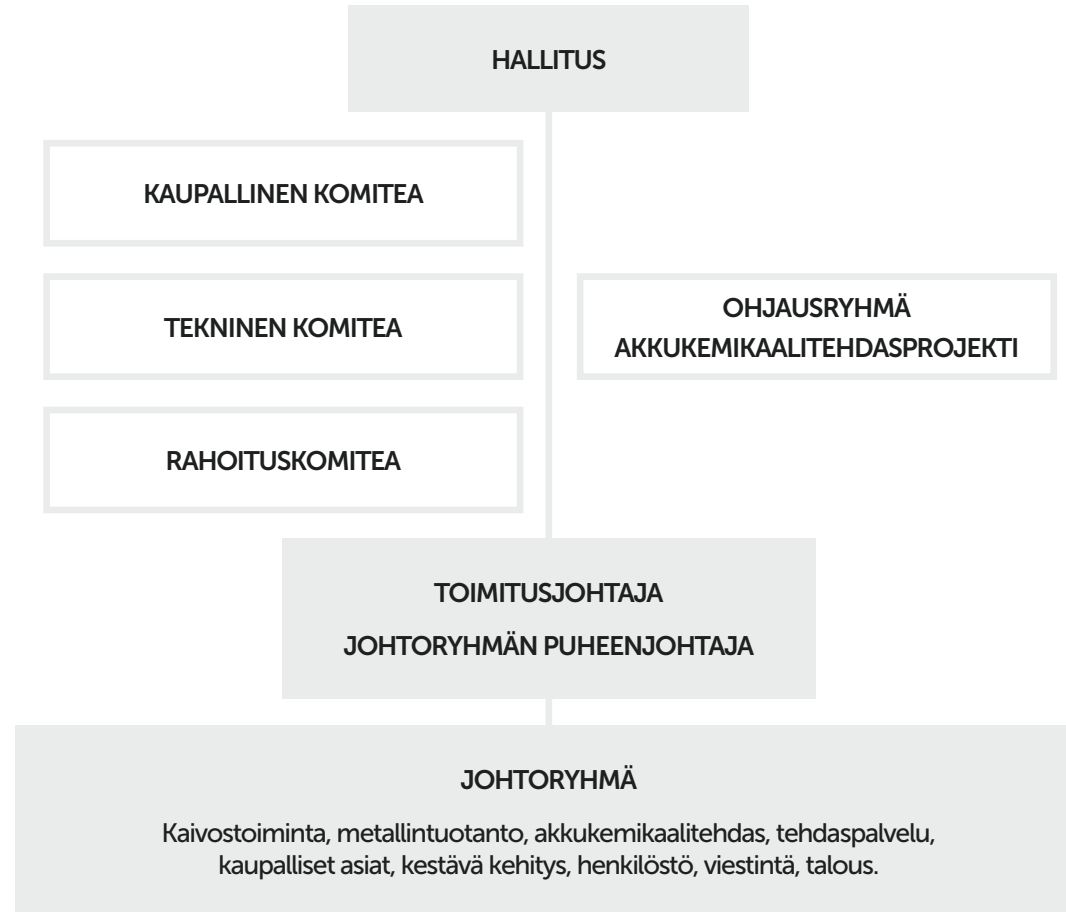 HALLITUS
KAUPALLINEN KOMITEA
TEKNINEN KOMITEA
OHJAUSRYHMÄ
AKKUKEMIKAALITEHDASPROJEKTI
RAHOITUSKOMITEA
TOIMITUSJOHTAJA
JOHTORYHMÄN PUHEENJOHTAJA
JOHTORYHMÄ
Kaivostoiminta, metallintuotanto, akkukemikaalitehdas, tehdaspalvelu,
kaupalliset asiat, kestävä kehitys, henkilöstö, viestintä, talous.